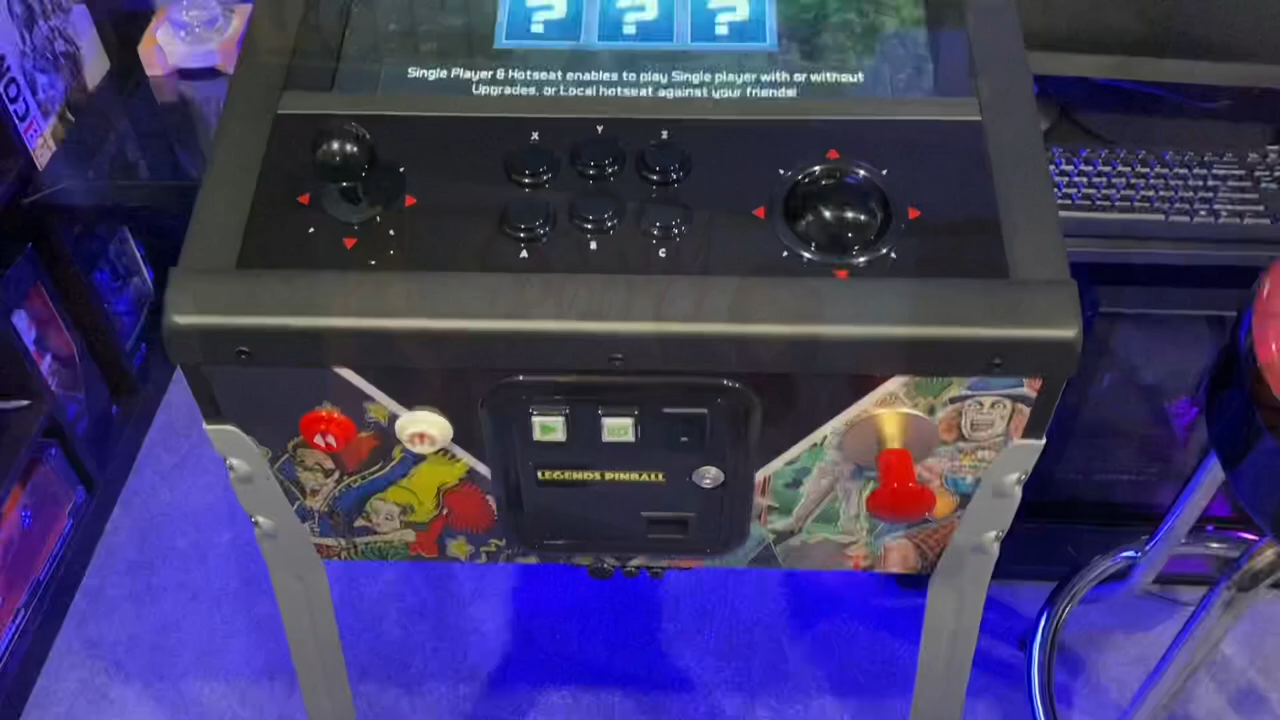 ? ? ?
Single Player & Hotseat enables to play Single player with or without
Upgrades, or Local hotseat against your friends!
X Y Z
A B C
LEGENDS PINBALL